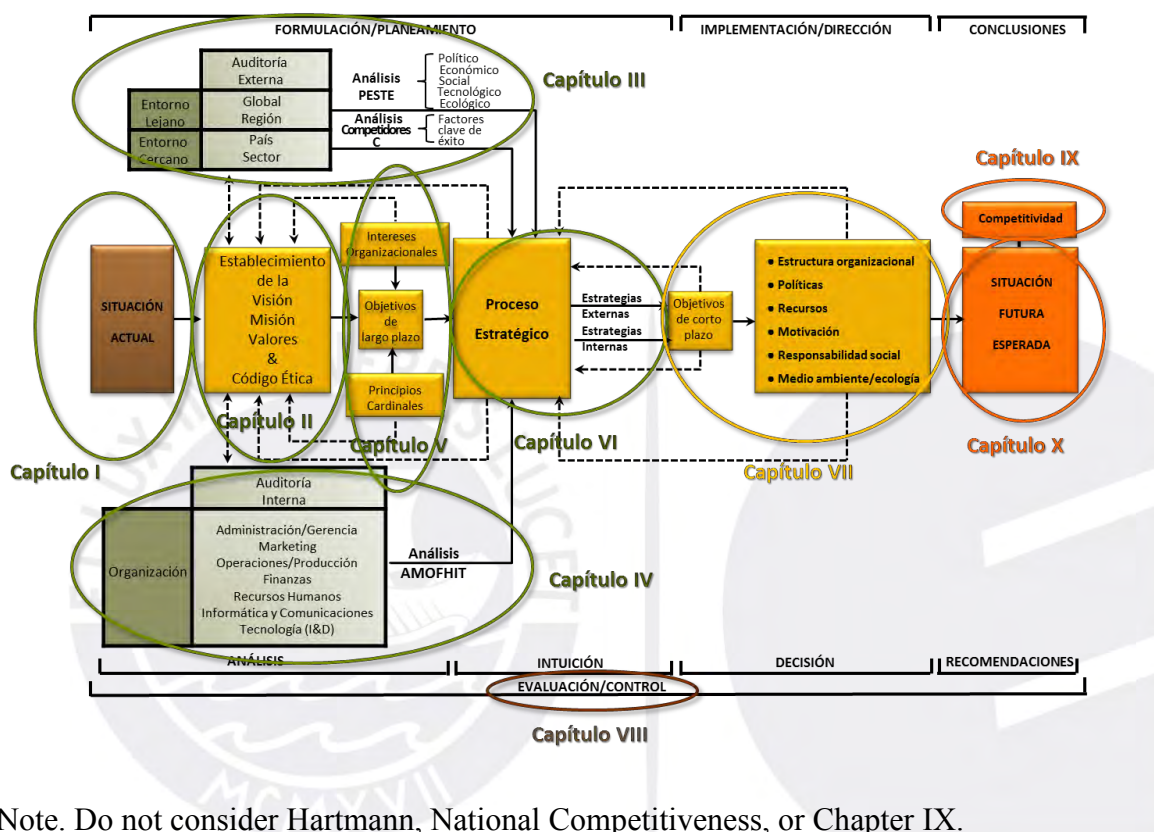 FORMULACIÓN/PLANEAMIENTO
IMPLEMENTACIÓN/DIRECCIÓN
CONCLUSIONES
Auditoría
Externa
Entorno
Lejano
Global
Región
Entorno
Cercano
País
Sector
Análisis
PESTE
Político
Económico
Social
Tecnológico
Ecológico
Análisis
Competidores
C
Factores
clave de
éxito
Capítulo III
Capítulo IX
Competitividad
SITUACIÓN
ACTUAL
Capítulo I
Establecimiento
de la
Visión
Misión
Valores
&
Código Ética
Capítulo II
Intereses
Organizacionales
Objetivos
de
largo plazo
Principios
Cardinales
Capítulo V
Proceso
Estratégico
Capítulo VI
Estrategias
Externas
Estrategias
Internas
Objetivos
de corto
plazo
● Estructura organizacional
● Políticas
● Recursos
● Motivación
● Responsabilidad social
● Medio ambiente/ecología
Capítulo VII
SITUACIÓN
FUTURA
ESPERADA
Capítulo X
Auditoría
Interna
Organización
Administración/Gerencia
Marketing
Operaciones/Producción
Finanzas
Recursos Humanos
Informática y Comunicaciones
Tecnología (I&D)
Análisis
AMOFHIT
Capítulo IV
ANÁLISIS
INTUICIÓN
DECISIÓN
RECOMENDACIONES
EVALUACIÓN/CONTROL
Capítulo VIII
MCMXVII
Note. Do not consider Hartmann, National Competitiveness, or Chapter IX.